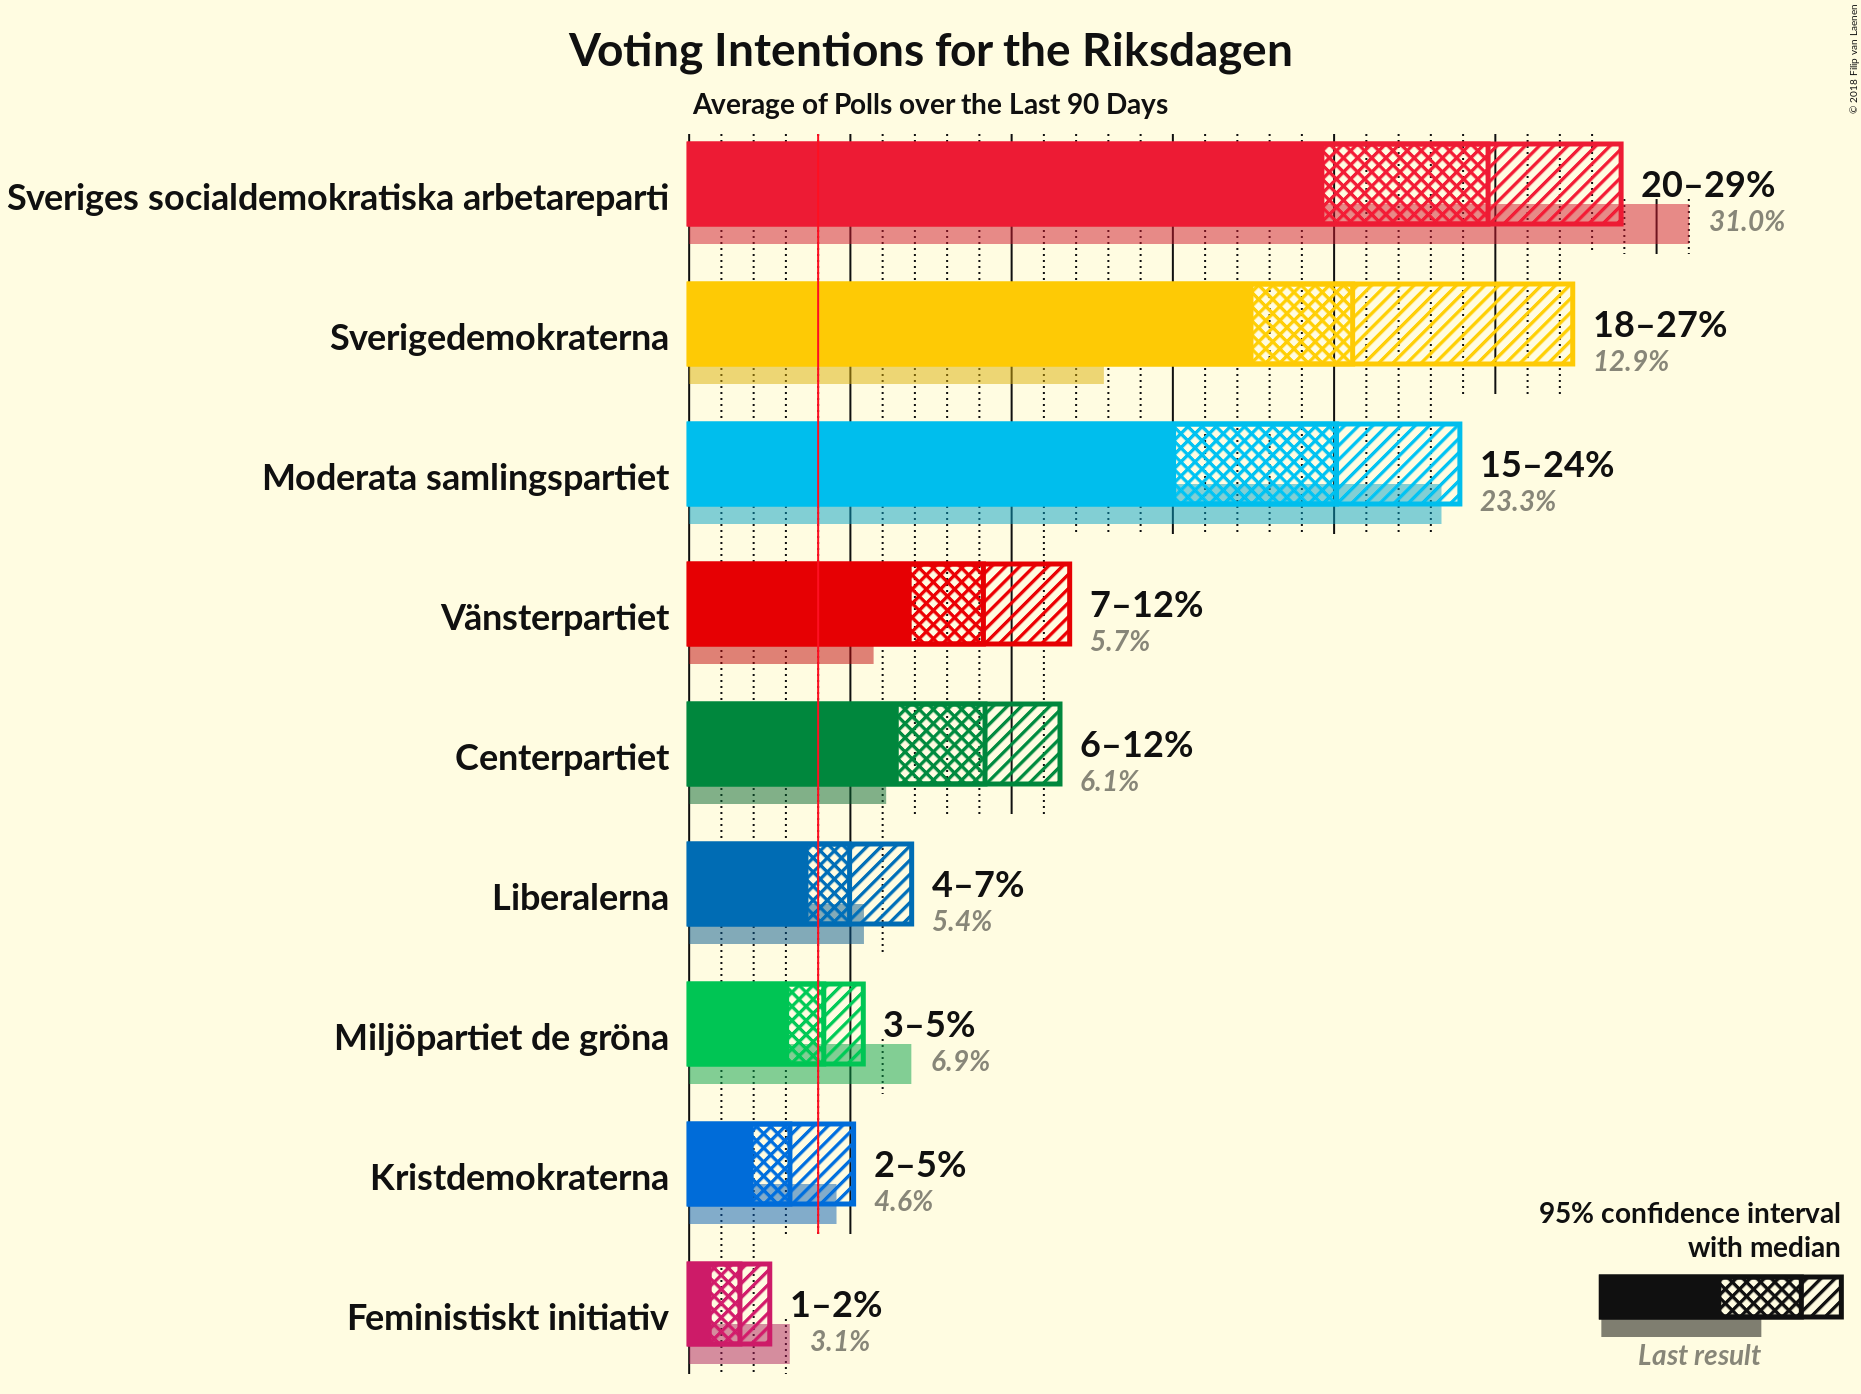 Voting Intentions for the Riksdagen
Average of Polls over the Last 90 Days
© 2018 Filip van Laenen
Sveriges socialdemokratiska arbetareparti
20–29%
31.0%
Sverigedemokraterna
18–27%
12.9%
Moderata samlingspartiet
15–24%
23.3%
Vänsterpartiet
7–12%
5.7%
Centerpartiet
6–12%
6.1%
Liberalerna
4–7%
5.4%
Miljöpartiet de gröna
3–5%
6.9%
Kristdemokraterna
2–5%
4.6%
Feministiskt initiativ
1–2%
3.1%
95% confidence interval
with median
Last result